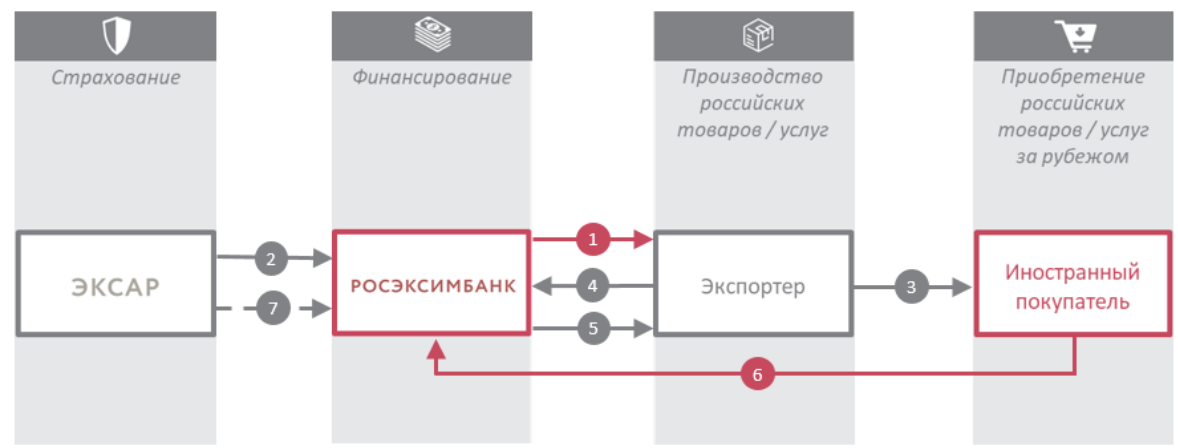 Страхование
Финансирование
Производство
российских
товаров / услуг
Приобретение
российских
товаров / услуг
за рубежом
ЭКСАР
2
7
РОСЭКСИМБАНК
1
4
5
Экспортер
3
Иностранный
покупатель
6